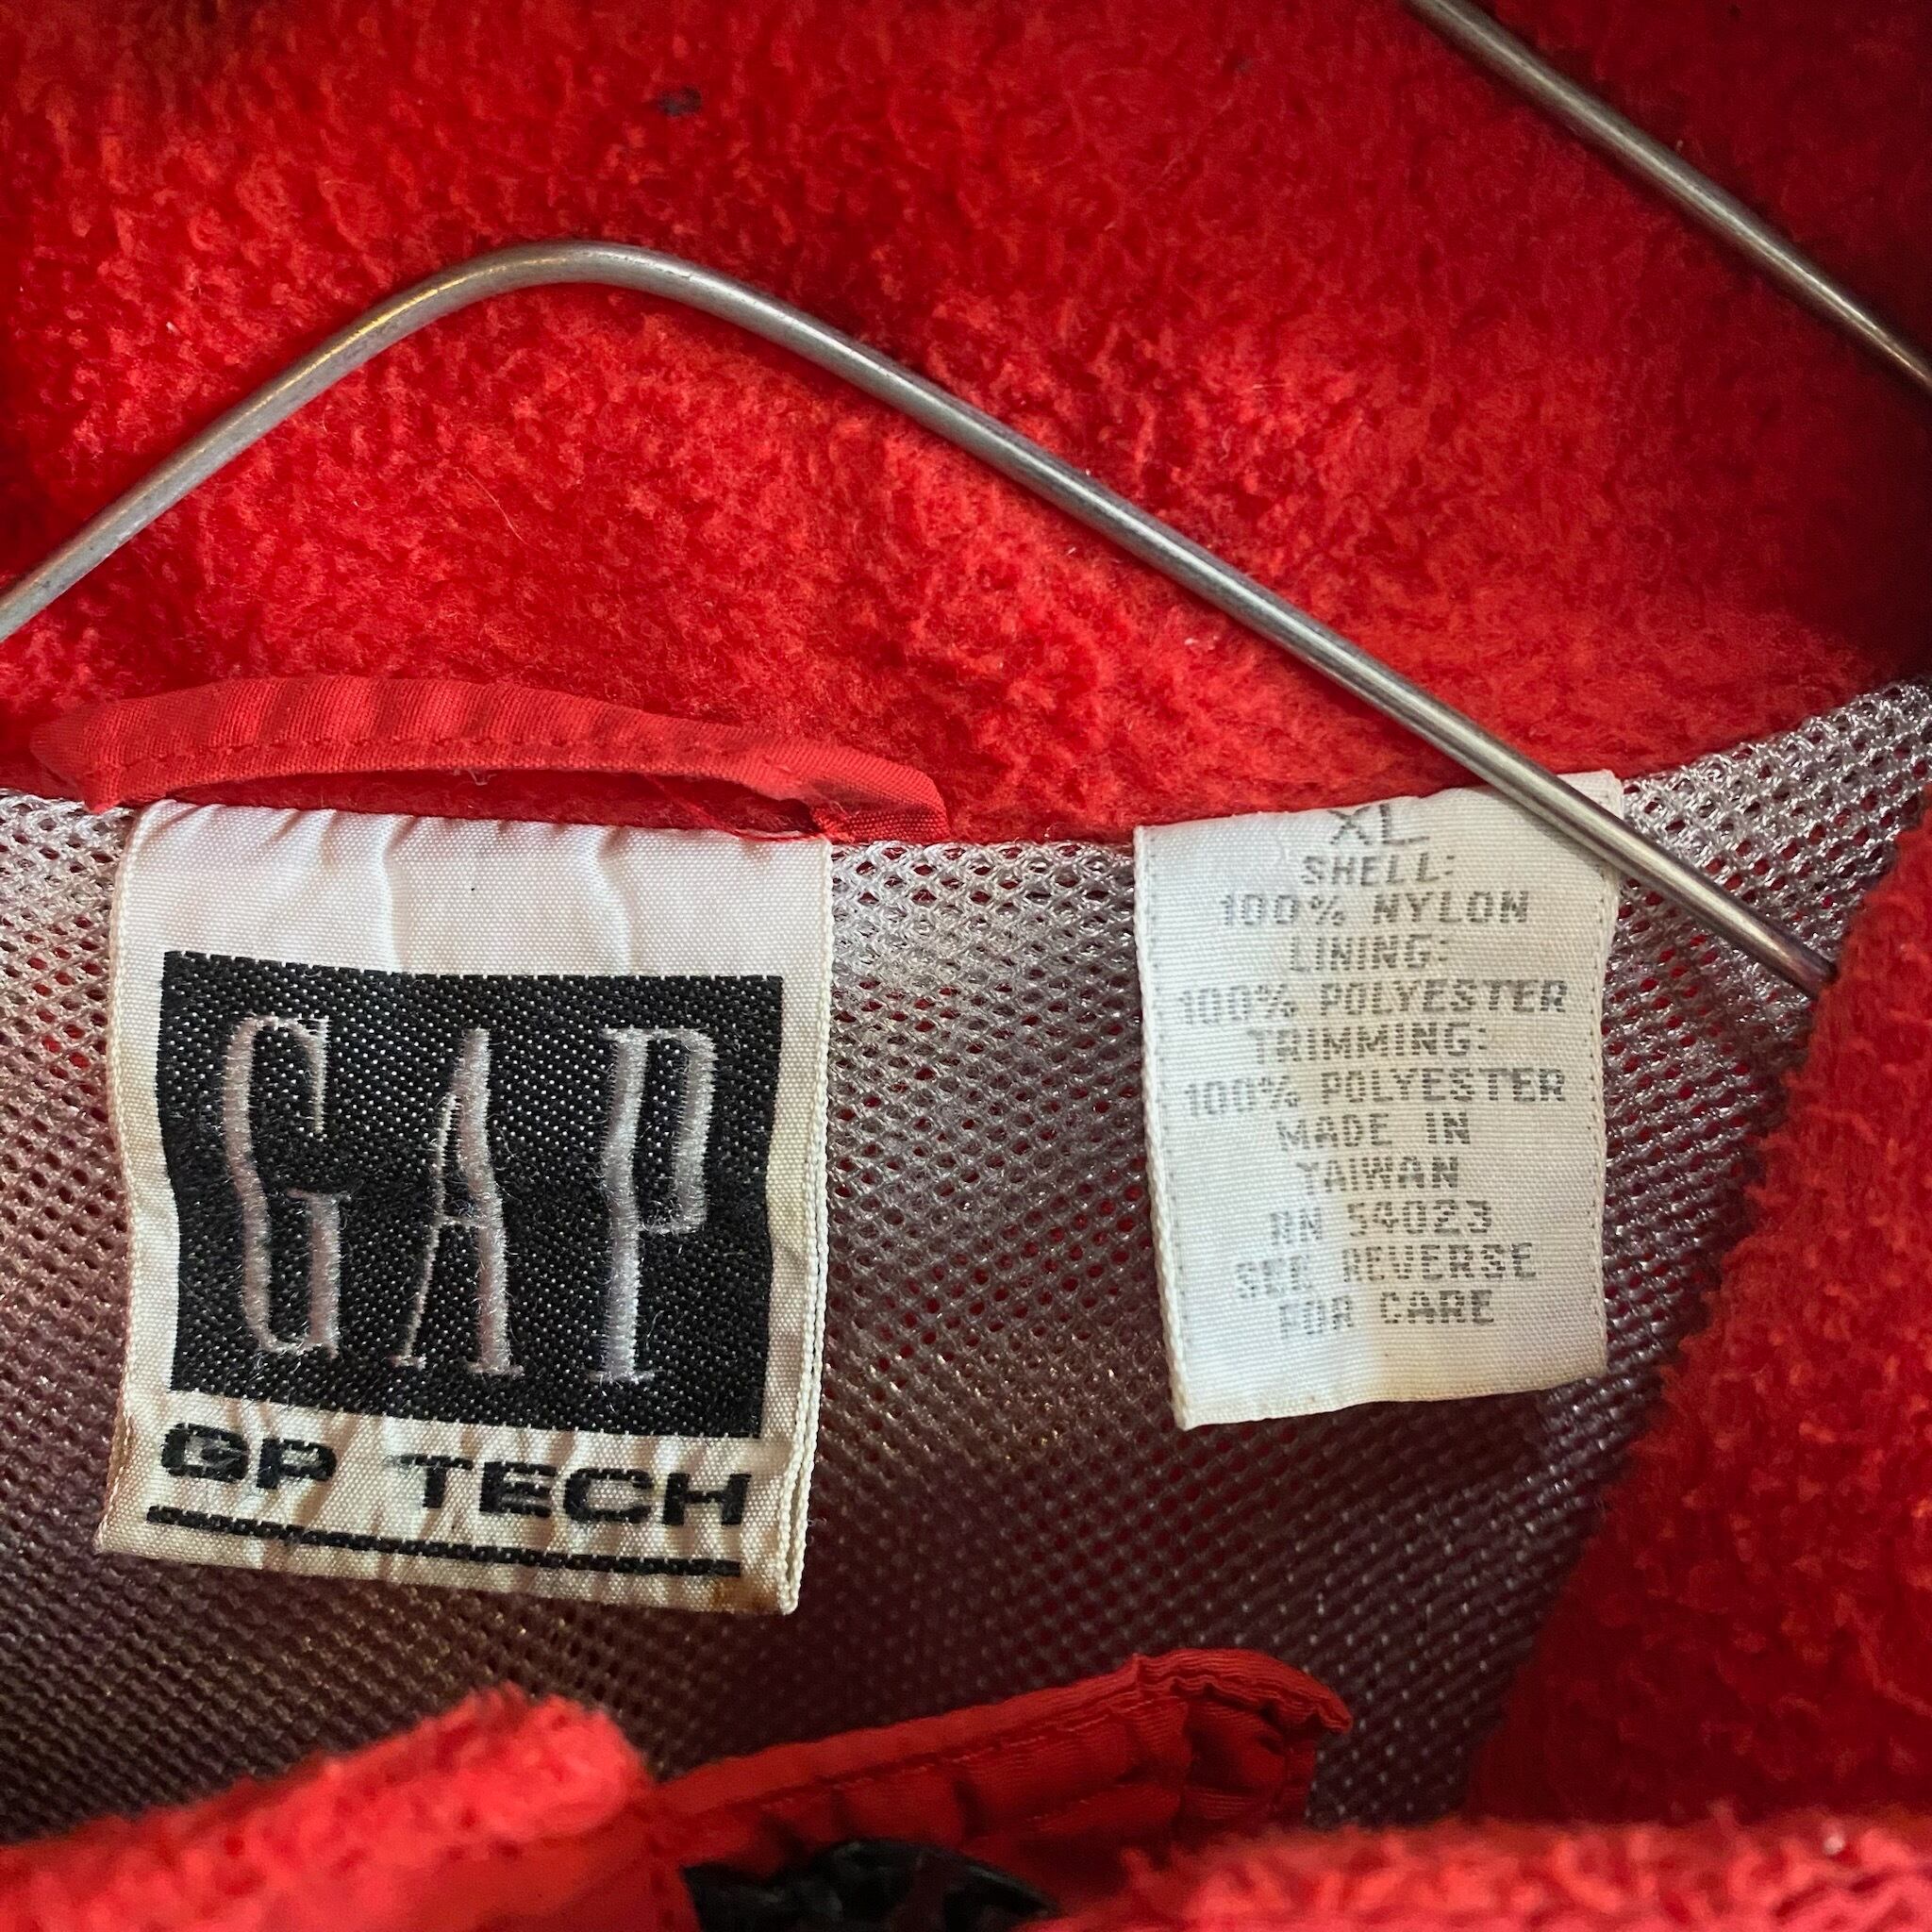 GAP
GP TECH
XL
SHELL:
100% NYLON
LINING:
100% POLYESTER
TRIMMING:
100% POLYESTER
MADE IN
TAIWAN
RN 54023
SEE REVERSE
FOR CARE